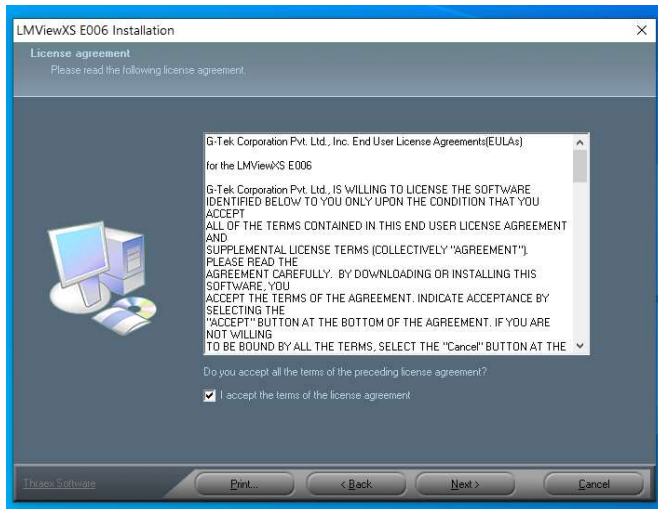 LMViewXS E006 Installation
License agreement
Please read the following license agreement.
G-Tek Corporation Pvt. Ltd., Inc. End User License Agreements(EULAs)
for the LMViewXS E006
G-Tek Corporation Pvt. Ltd., IS WILLING TO LICENSE THE SOFTWARE
IDENTIFIED BELOW TO YOU ONLY UPON THE CONDITION THAT YOU
ACCEPT
ALL OF THE TERMS CONTAINED IN THIS END USER LICENSE AGREEMENT
AND
SUPPLEMENTAL LICENSE TERMS (COLLECTIVELY "AGREEMENT").
PLEASE READ THE
AGREEMENT CAREFULLY.  BY DOWNLOADING OR INSTALLING THIS
SOFTWARE, YOU
ACCEPT THE TERMS OF THE AGREEMENT. INDICATE ACCEPTANCE BY
SELECTING THE
"ACCEPT" BUTTON AT THE BOTTOM OF THE AGREEMENT. IF YOU ARE
NOT WILLING
TO BE BOUND BY ALL THE TERMS, SELECT THE "Cancel" BUTTON AT THE
Do you accept all the terms of the preceding license agreement?
I accept the terms of the license agreement
Thraex Software
Print...
< Back
Next >
Cancel